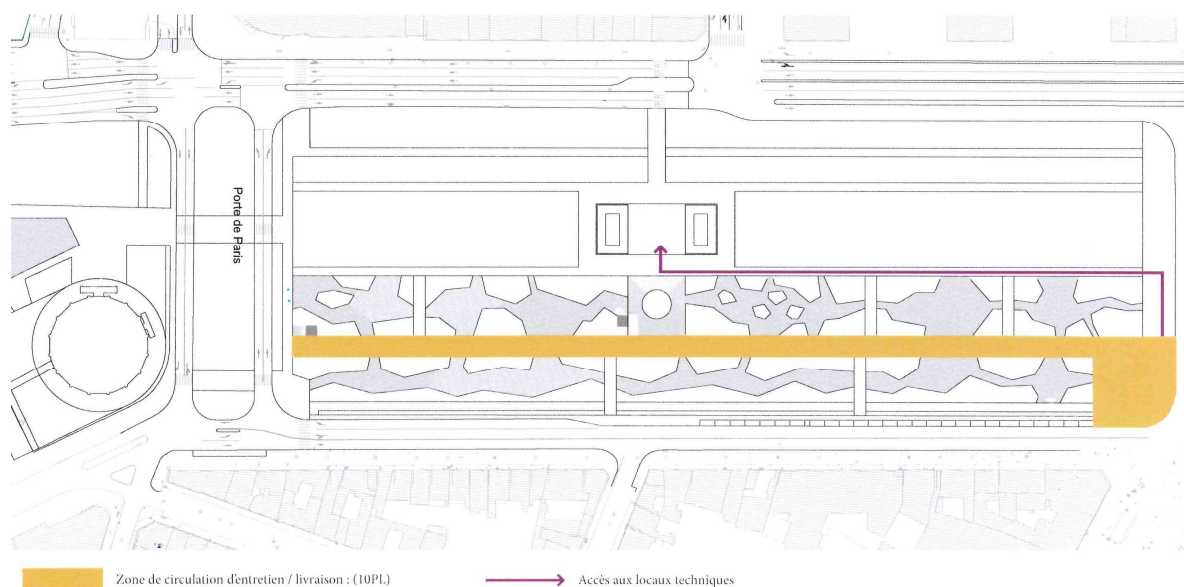 Porte de Paris
Zone de circulation d'entretien / livraison : (10PL)
Accès aux locaux techniques